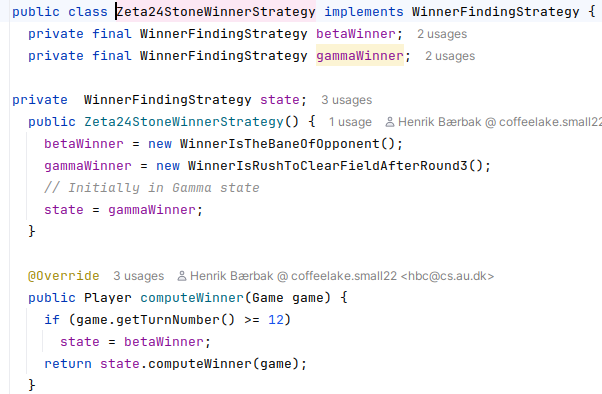 public class Zeta24StoneWinnerStrategy implements WinnerFindingStrategy {
private final WinnerFindingStrategy betaWinner; 2 usages
private final WinnerFindingStrategy gammaWinner; 2 usages
private WinnerFindingStrategy state; 3 usages
public Zeta24StoneWinnerStrategy() { 1 usage Henrik Bærbak @ coffeelake.small22
betaWinner = new WinnerIsTheBaneOfOpponent();
gammaWinner = new WinnerIsRushToClearFieldAfterRound3();
// Initially in Gamma state
state = gammaWinner;
}
@Override 3 usages Henrik Bærbak @ coffeelake.small22 <hbc@cs.au.dk>
public Player computeWinner(Game game) {
if (game.getTurnNumber() >= 12)
state = betaWinner;
return state.computeWinner(game);
}